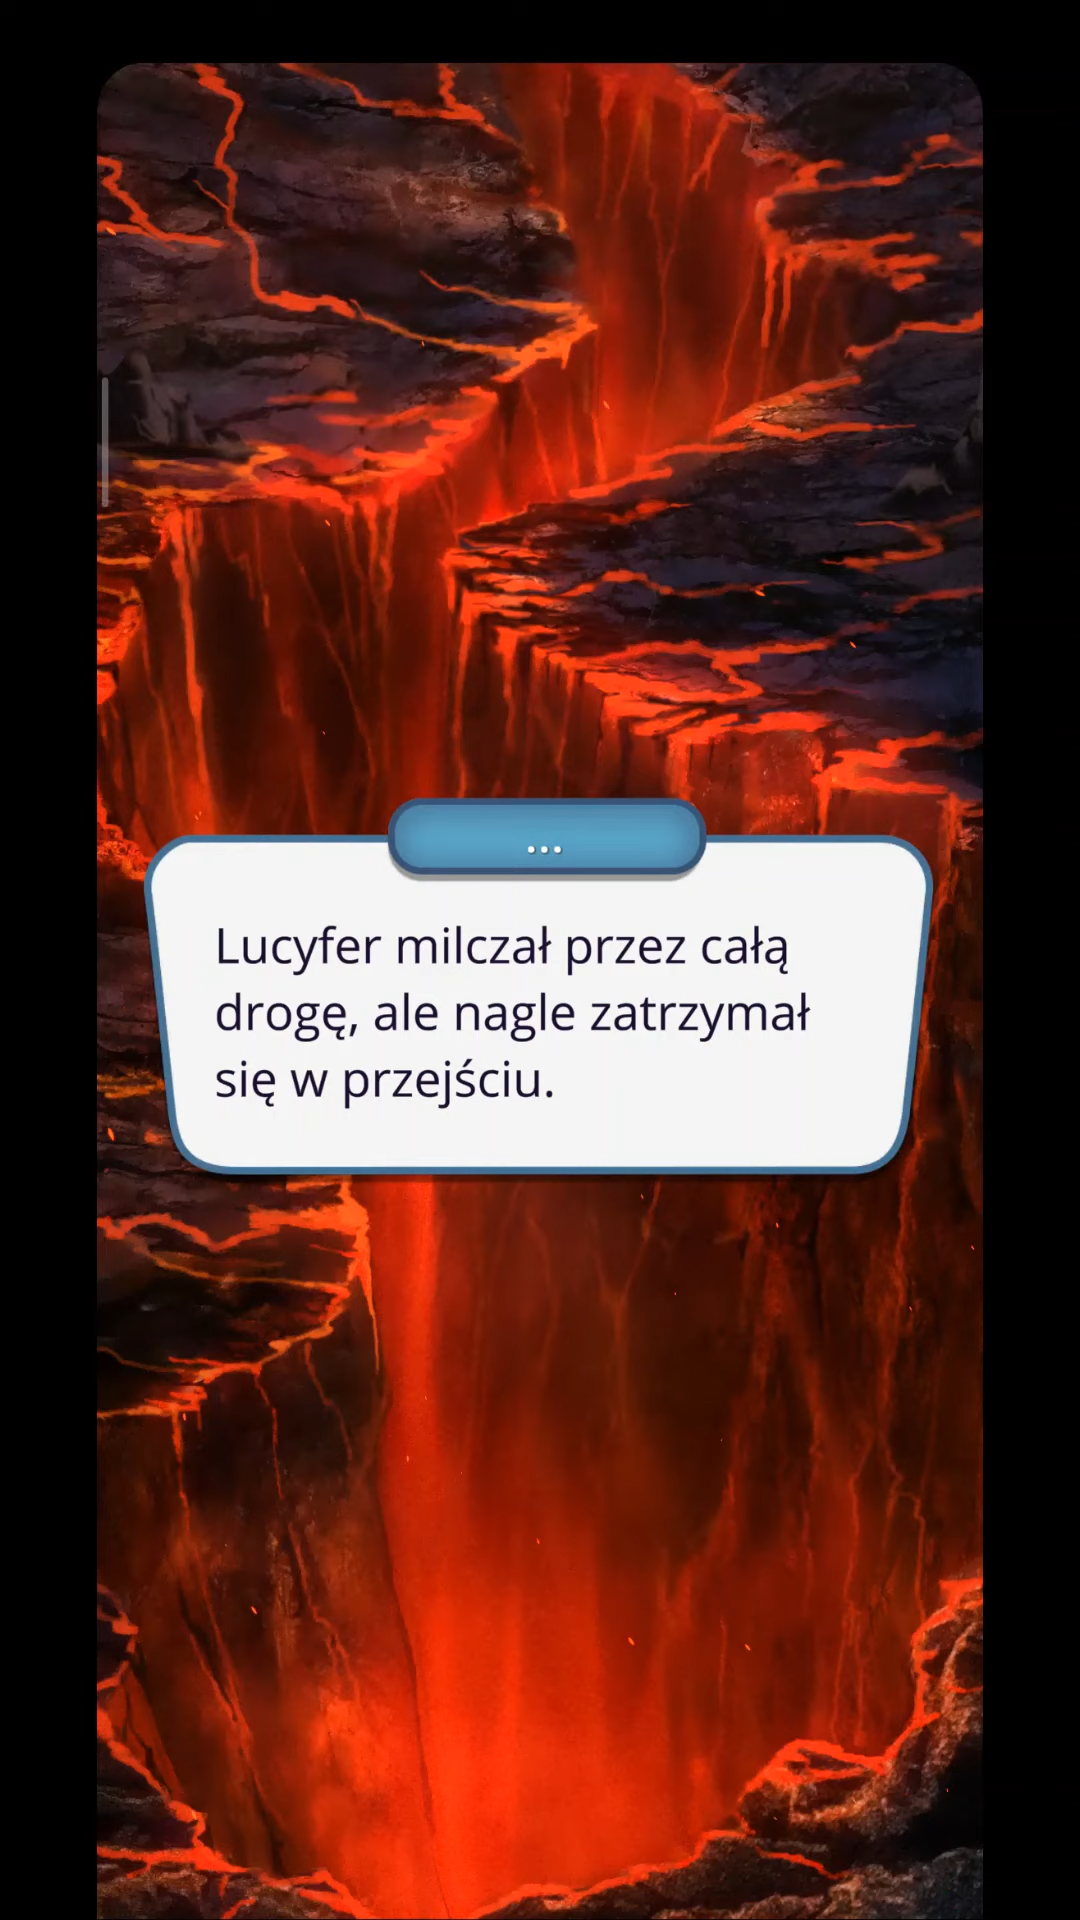 ...
Lucyfer milczał przez całą
drogę, ale nagle zatrzymał
się w przejściu.